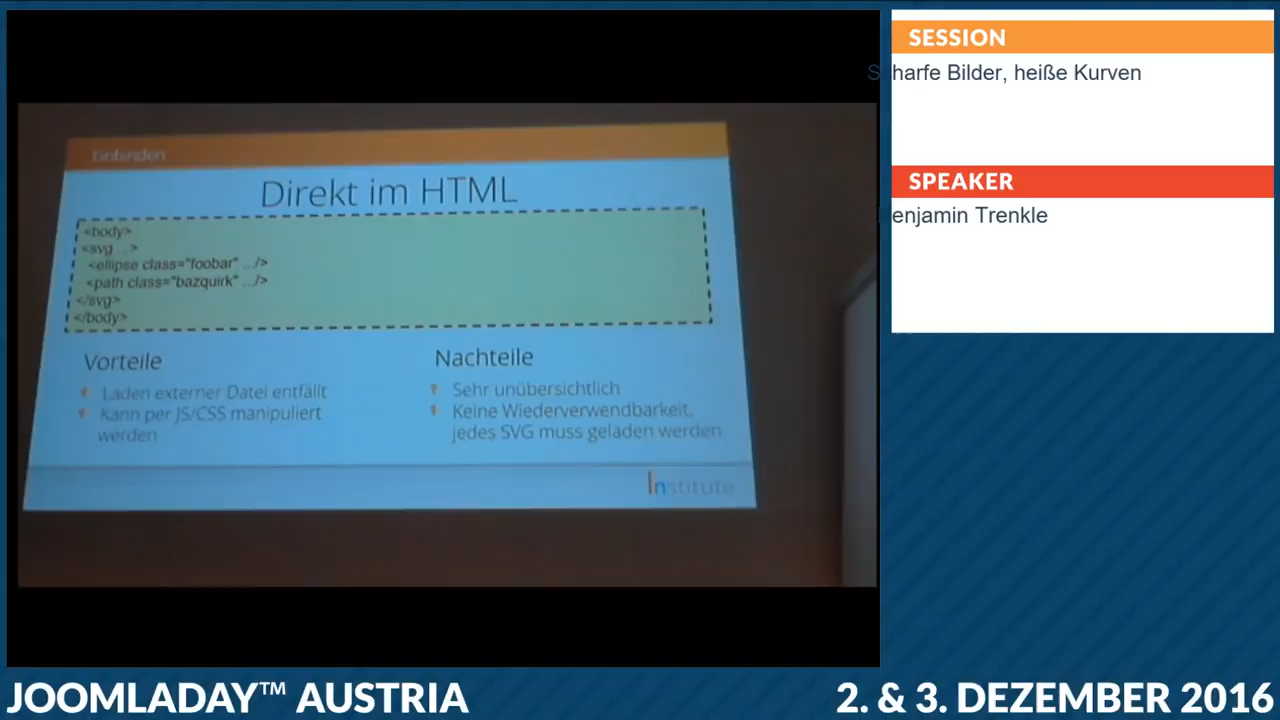 SESSION
Scharfe Bilder, heiße Kurven
SPEAKER
Benjamin Trenkle
Einbinden
Direkt im HTML
<body>
<svg ...>
<ellipse class="foobar" .../>
<path class="bazquirk" .../>
</svg>
</body>
Vorteile
Laden externer Datei entfällt
Kann per JS/CSS manipuliert
werden
Nachteile
Sehr unübersichtlich
Keine Wiederverwendbarkeit,
jedes SVG muss geladen werden
Institute
JOOMLADAY™ AUSTRIA
2. & 3. DEZEMBER 2016